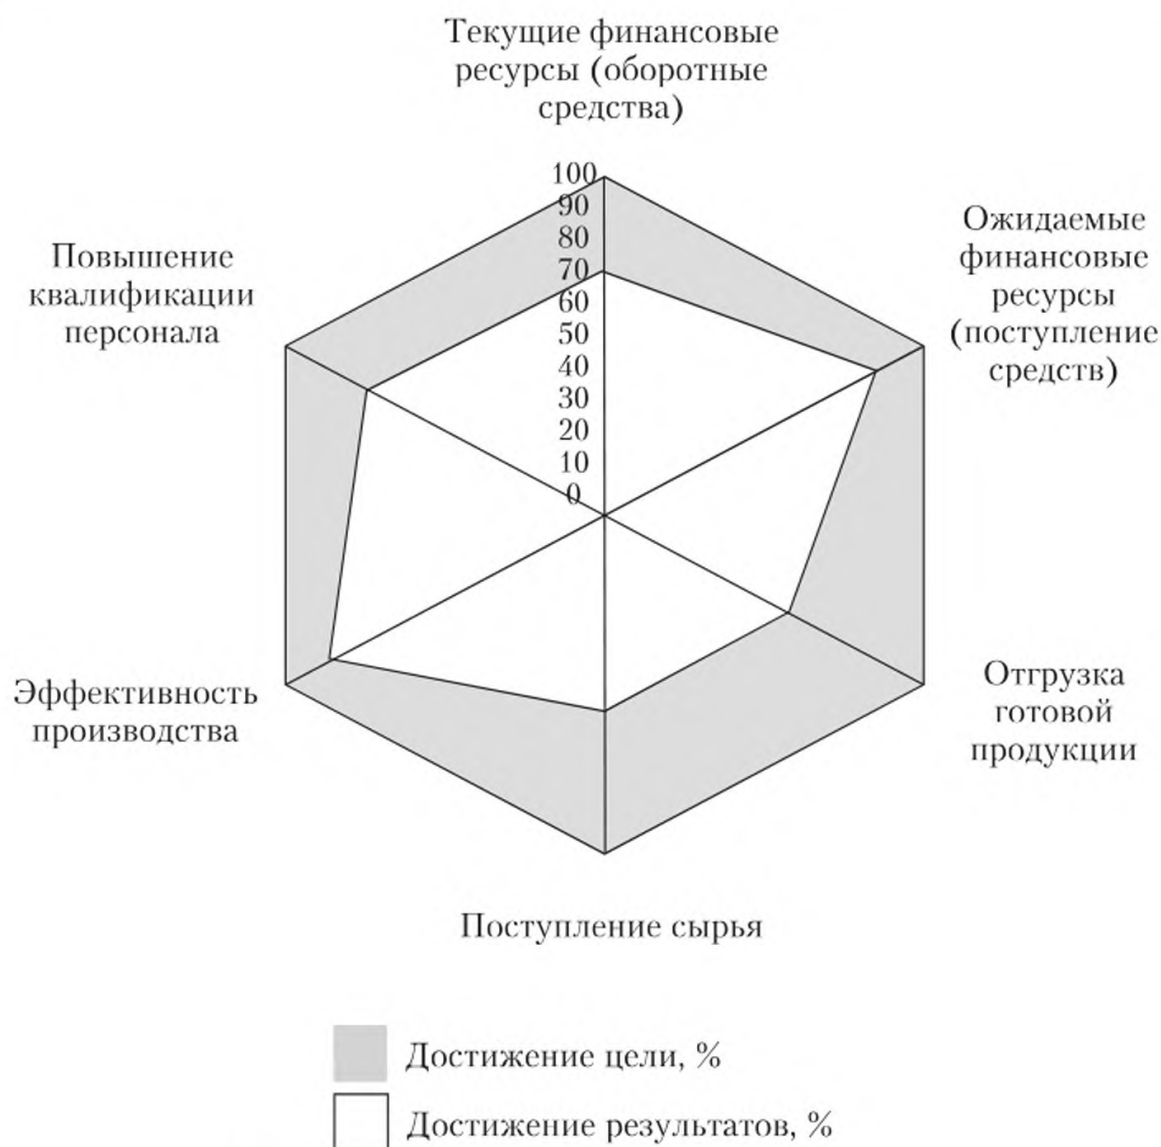 Текущие финансовые
ресурсы (оборотные
средства)
100
90
80
70
60
50
40
30
20
10
0
Ожидаемые
финансовые
ресурсы
(поступление
средств)
Повышение
квалификации
персонала
Эффективность
производства
Отгрузка
готовой
продукции
Поступление сырья
Достижение цели, %
Достижение результатов, %